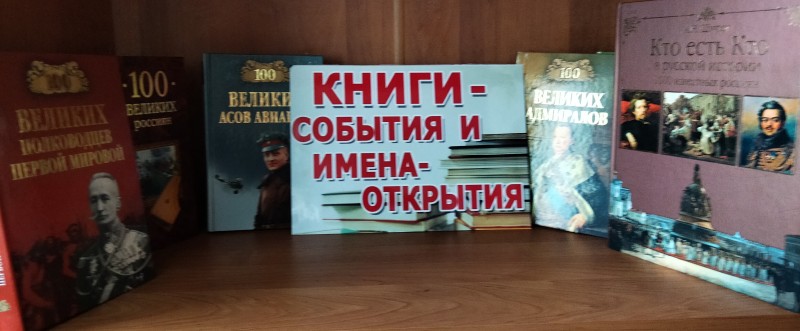 100
ВЕЛИКИХ
ПОЛКОВОДЦЕВ
ПЕРВОЙ МИРОВОЙ
100
ВЕЛИКИХ
РОССИЯН
100
ВЕЛИКИХ
АСОВ
КНИГИ-
СОБЫТИЯ И
ИМЕНА-
ОТКРЫТИЯ
100
ВЕЛИКИХ
АДМИРАЛОВ
Кто есть Кто
в русской истории